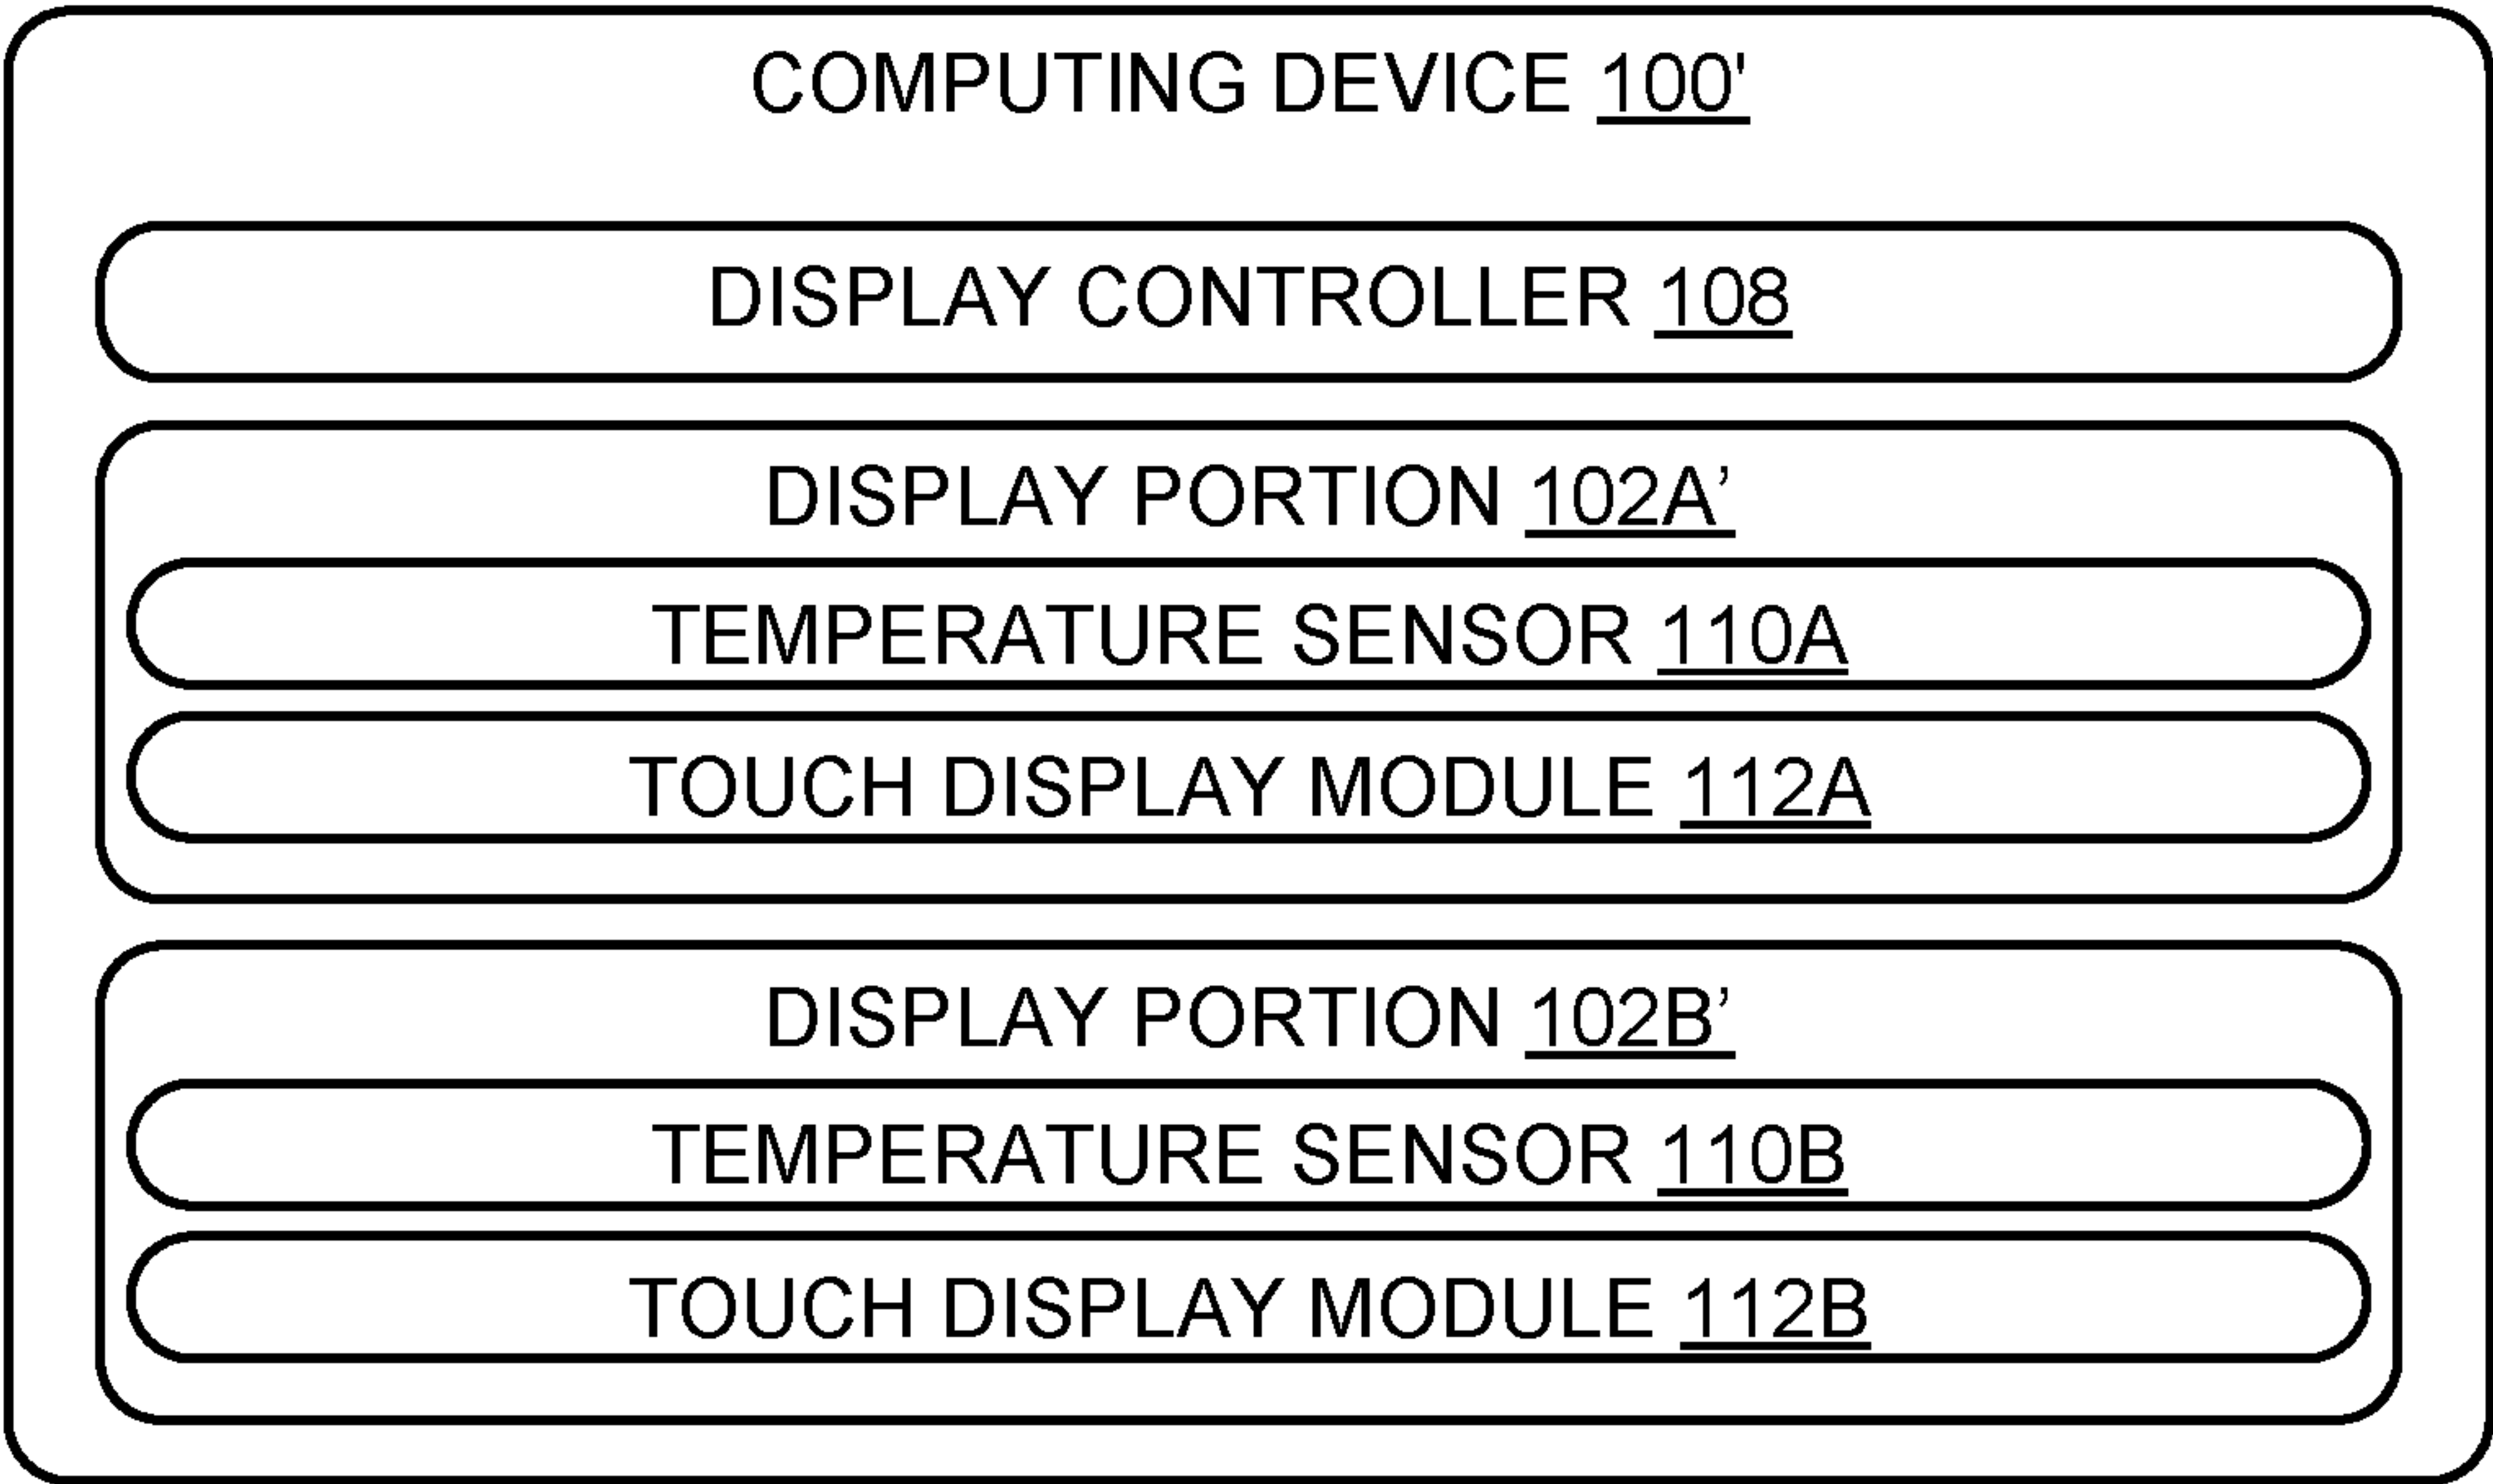 COMPUTING DEVICE 100'
DISPLAY CONTROLLER 108
DISPLAY PORTION 102A’
TEMPERATURE SENSOR 110A
TOUCH DISPLAY MODULE 112A
DISPLAY PORTION 102B’
TEMPERATURE SENSOR 110B
TOUCH DISPLAY MODULE 112B